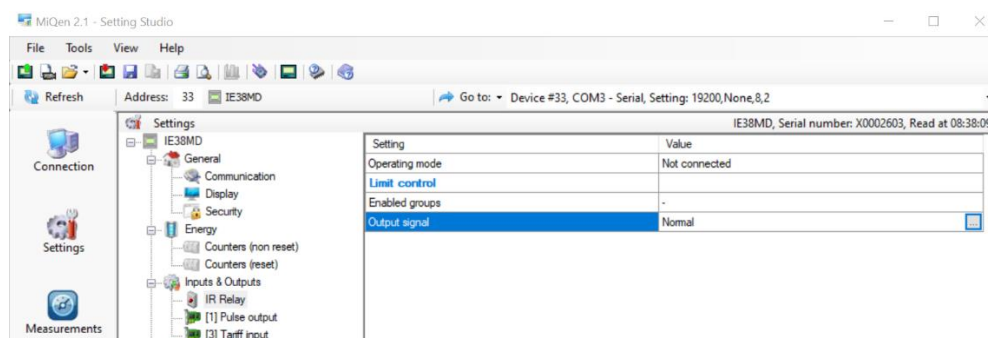 MiQen 2.1 - Setting Studio
File Tools View Help
Refresh Address: 33 IE38MD Go to: Device #33, COM3 - Serial, Setting: 19200,None,8,2
Settings IE38MD, Serial number: X0002603, Read at 08:38:09
Connection
Settings
Measurements
IE38MD
General
Communication
Display
Security
Energy
Counters (non reset)
Counters (reset)
Inputs & Outputs
IR Relay
[1] Pulse output
[3] Tariff input
Setting Value
Operating mode Not connected
Limit control
Enabled groups -
Output signal Normal ...